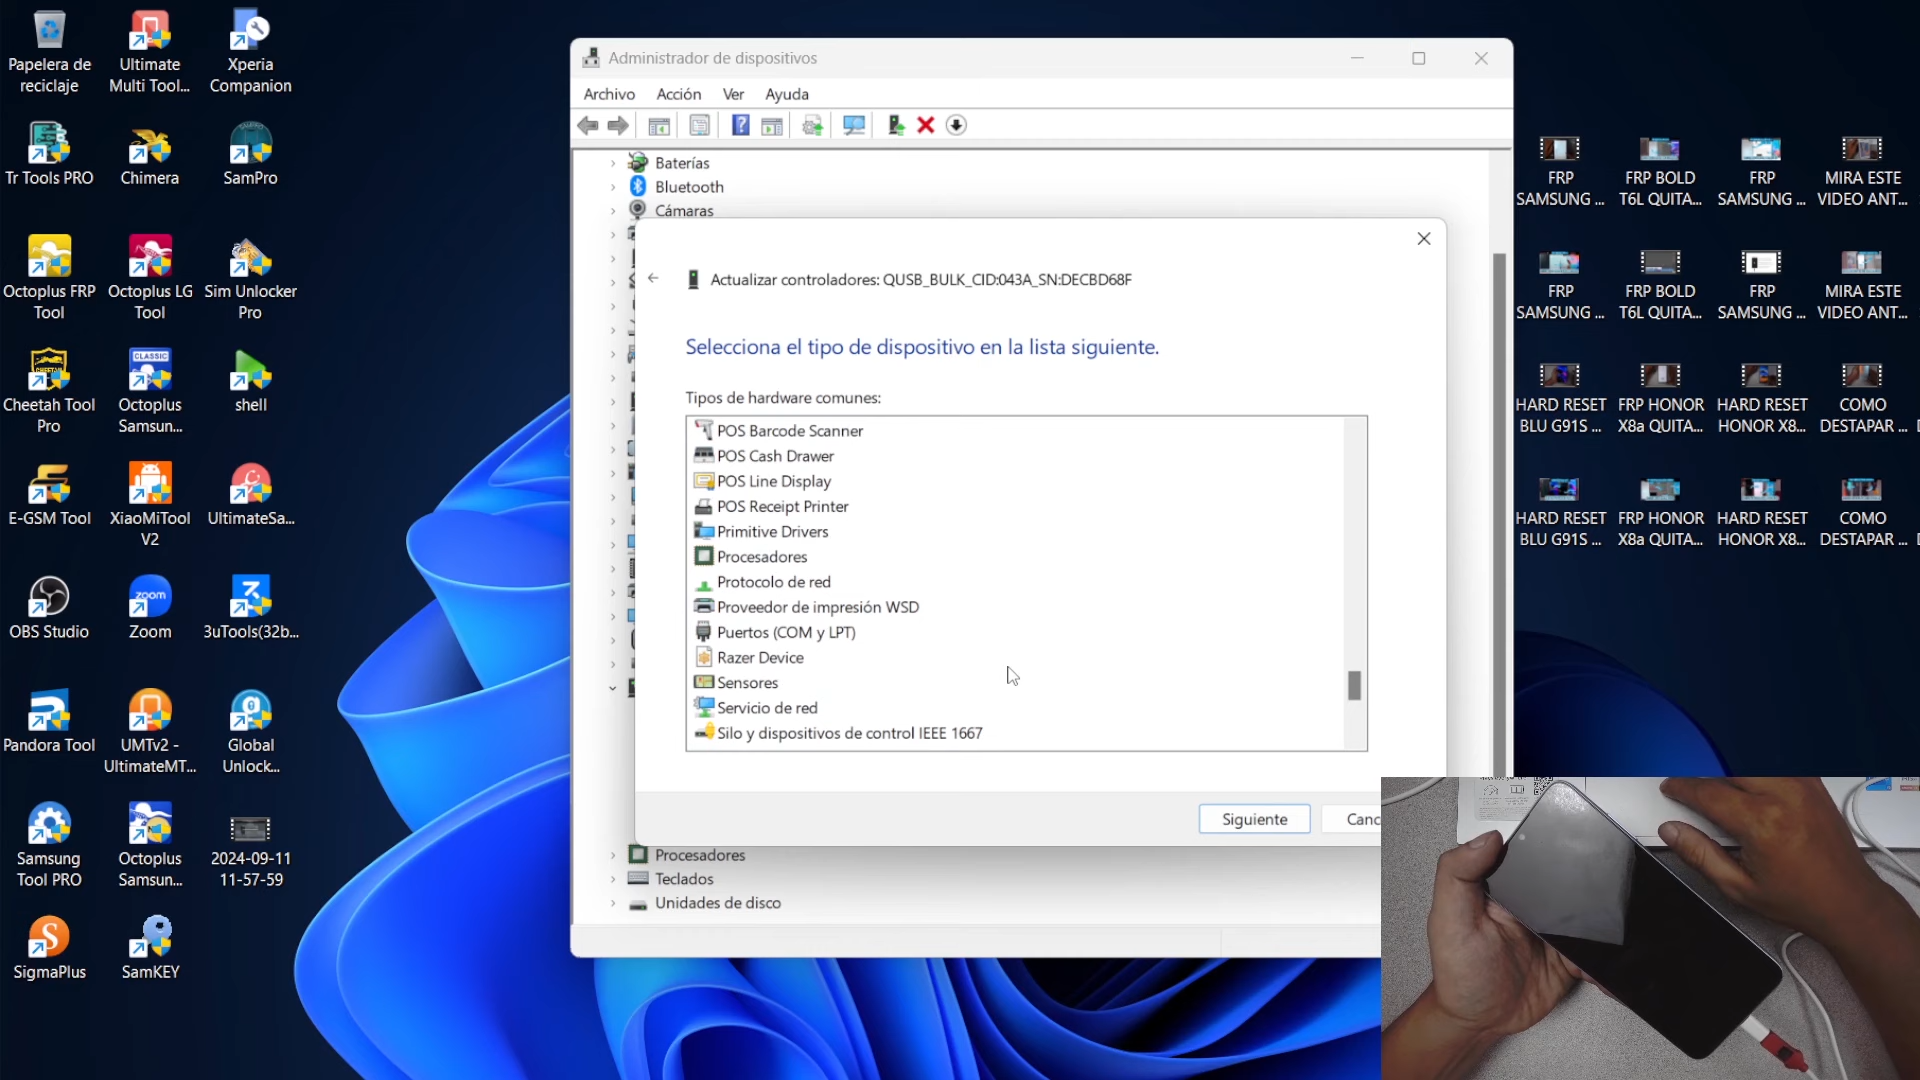 Papelera de
reciclaje
Ultimate
Multi Tool...
Xperia
Companion
Tr Tools PRO
Chimera
SamPro
Octoplus FRP
Tool
Octoplus LG
Tool
Sim Unlocker
Pro
Cheetah Tool
Pro
CLASSIC
Octoplus
Samsun...
shell
E-GSM Tool
XiaoMiTool
V2
UltimateSa...
OBS Studio
zoom
Zoom
3uTools(32b...
Pandora Tool
UMTv2 -
UltimateMT...
Global
Unlock...
Samsung
Tool PRO
Octoplus
Samsun...
2024-09-11
11-57-59
SigmaPlus
SamKEY
Administrador de dispositivos
Archivo Acción Ver Ayuda
Baterías
Bluetooth
Cámaras
Actualizar controladores: QUSB_BULK_CID:043A_SN:DECBD68F
Selecciona el tipo de dispositivo en la lista siguiente.
Tipos de hardware comunes:
POS Barcode Scanner
POS Cash Drawer
POS Line Display
POS Receipt Printer
Primitive Drivers
Procesadores
Protocolo de red
Proveedor de impresión WSD
Puertos (COM y LPT)
Razer Device
Sensores
Servicio de red
Silo y dispositivos de control IEEE 1667
Siguiente
Canc
Procesadores
Teclados
Unidades de disco
FRP
SAMSUNG ...
FRP BOLD
T6L QUITA...
FRP
SAMSUNG ...
MIRA ESTE
VIDEO ANT...
FRP
SAMSUNG ...
FRP BOLD
T6L QUITA...
FRP
SAMSUNG ...
MIRA ESTE
VIDEO ANT...
HARD RESET
BLU G91S ...
FRP HONOR
X8a QUITA...
HARD RESET
HONOR X8...
COMO
DESTAPAR ...
HARD RESET
BLU G91S ...
FRP HONOR
X8a QUITA...
HARD RESET
HONOR X8...
COMO
DESTAPAR ...